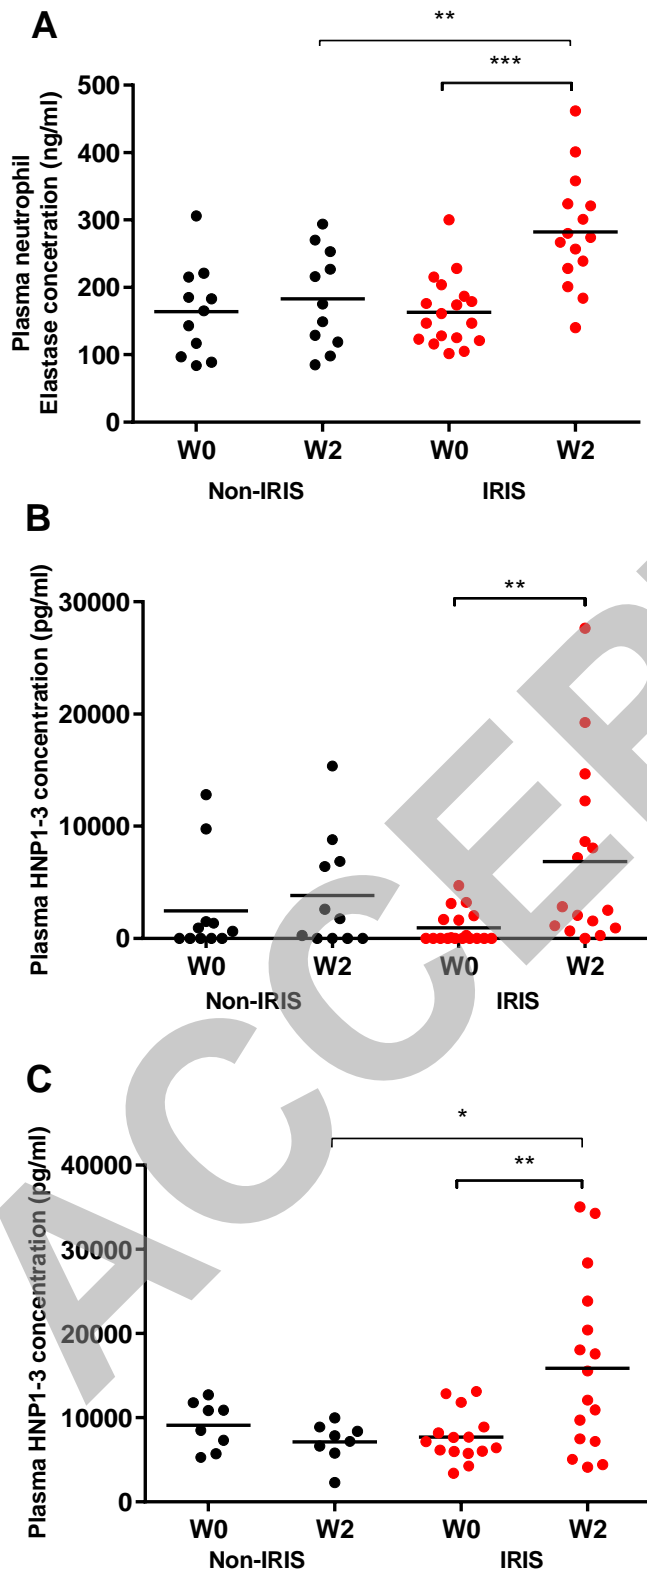 A
**
***
Plasma neutrophil
Elastase concetration (ng/ml)
500
400
300
200
100
0
W0 W2 W0 W2
Non-IRIS IRIS
B
**
Plasma HNP1-3 concentration (pg/ml)
30000
20000
10000
0
W0 W2 W0 W2
Non-IRIS IRIS
C
*
**
Plasma HNP1-3 concentration (pg/ml)
40000
30000
20000
10000
0
W0 W2 W0 W2
Non-IRIS IRIS
ACCEP